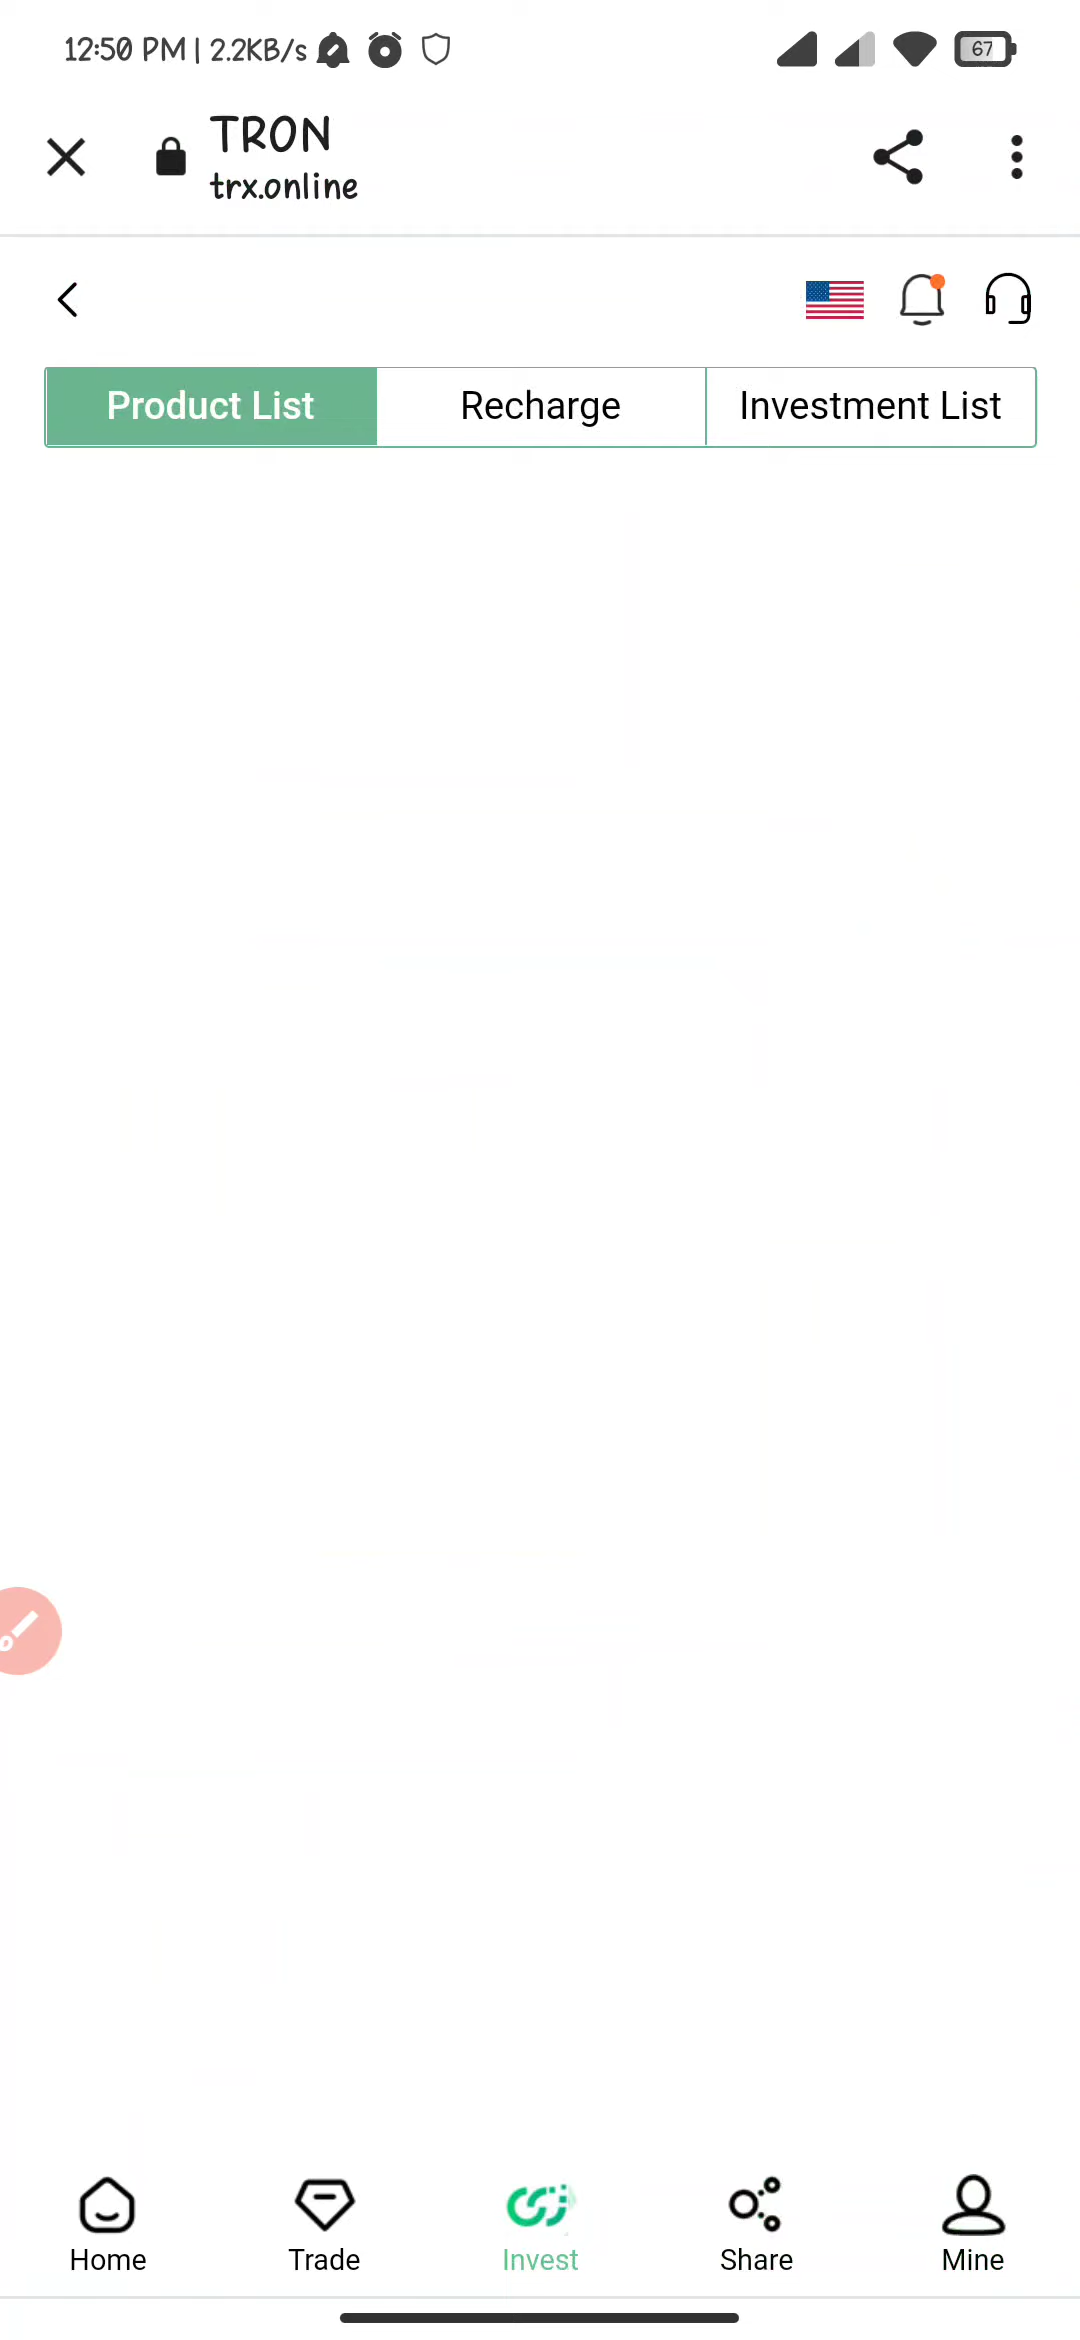 12:50 PM | 2.2KB/s
67
TRON
trx.online
Product List
Recharge
Investment List
Home
Trade
Invest
Share
Mine